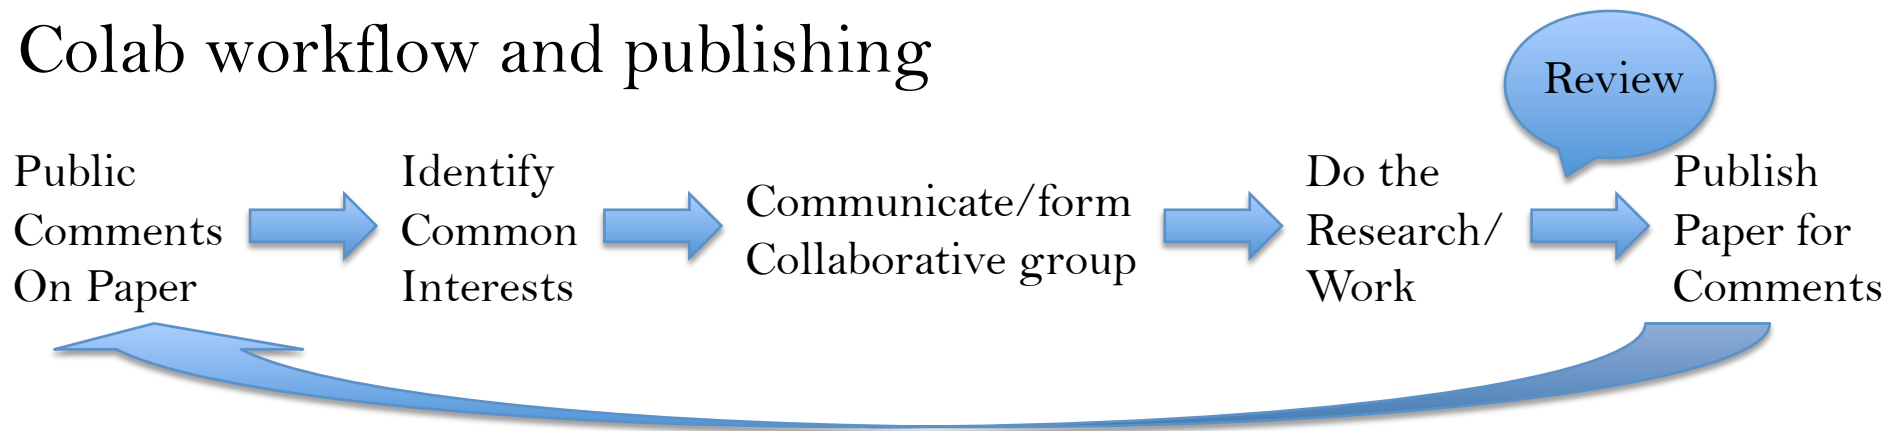 Colab workflow and publishing
Review
Public
Comments
On Paper
Identify
Common
Interests
Communicate/form
Collaborative group
Do the
Research/
Work
Publish
Paper for
Comments